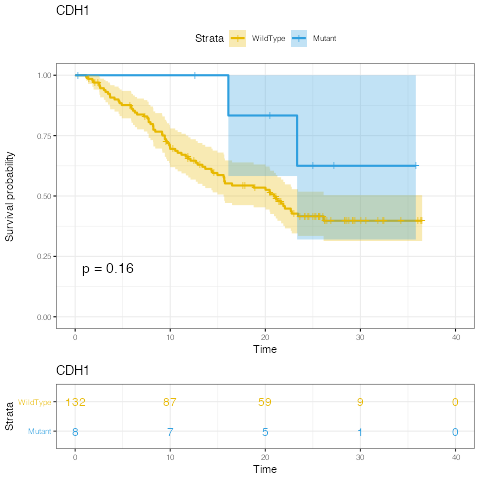 CDH1
Strata WildType Mutant
1.00
0.75
0.50
0.25
0.00
Survival probability
p = 0.16
0 10 20 30 40
Time
CDH1
Strata
WildType 132 87 59 9 0
Mutant 8 7 5 1 0
0 10 20 30 40
Time